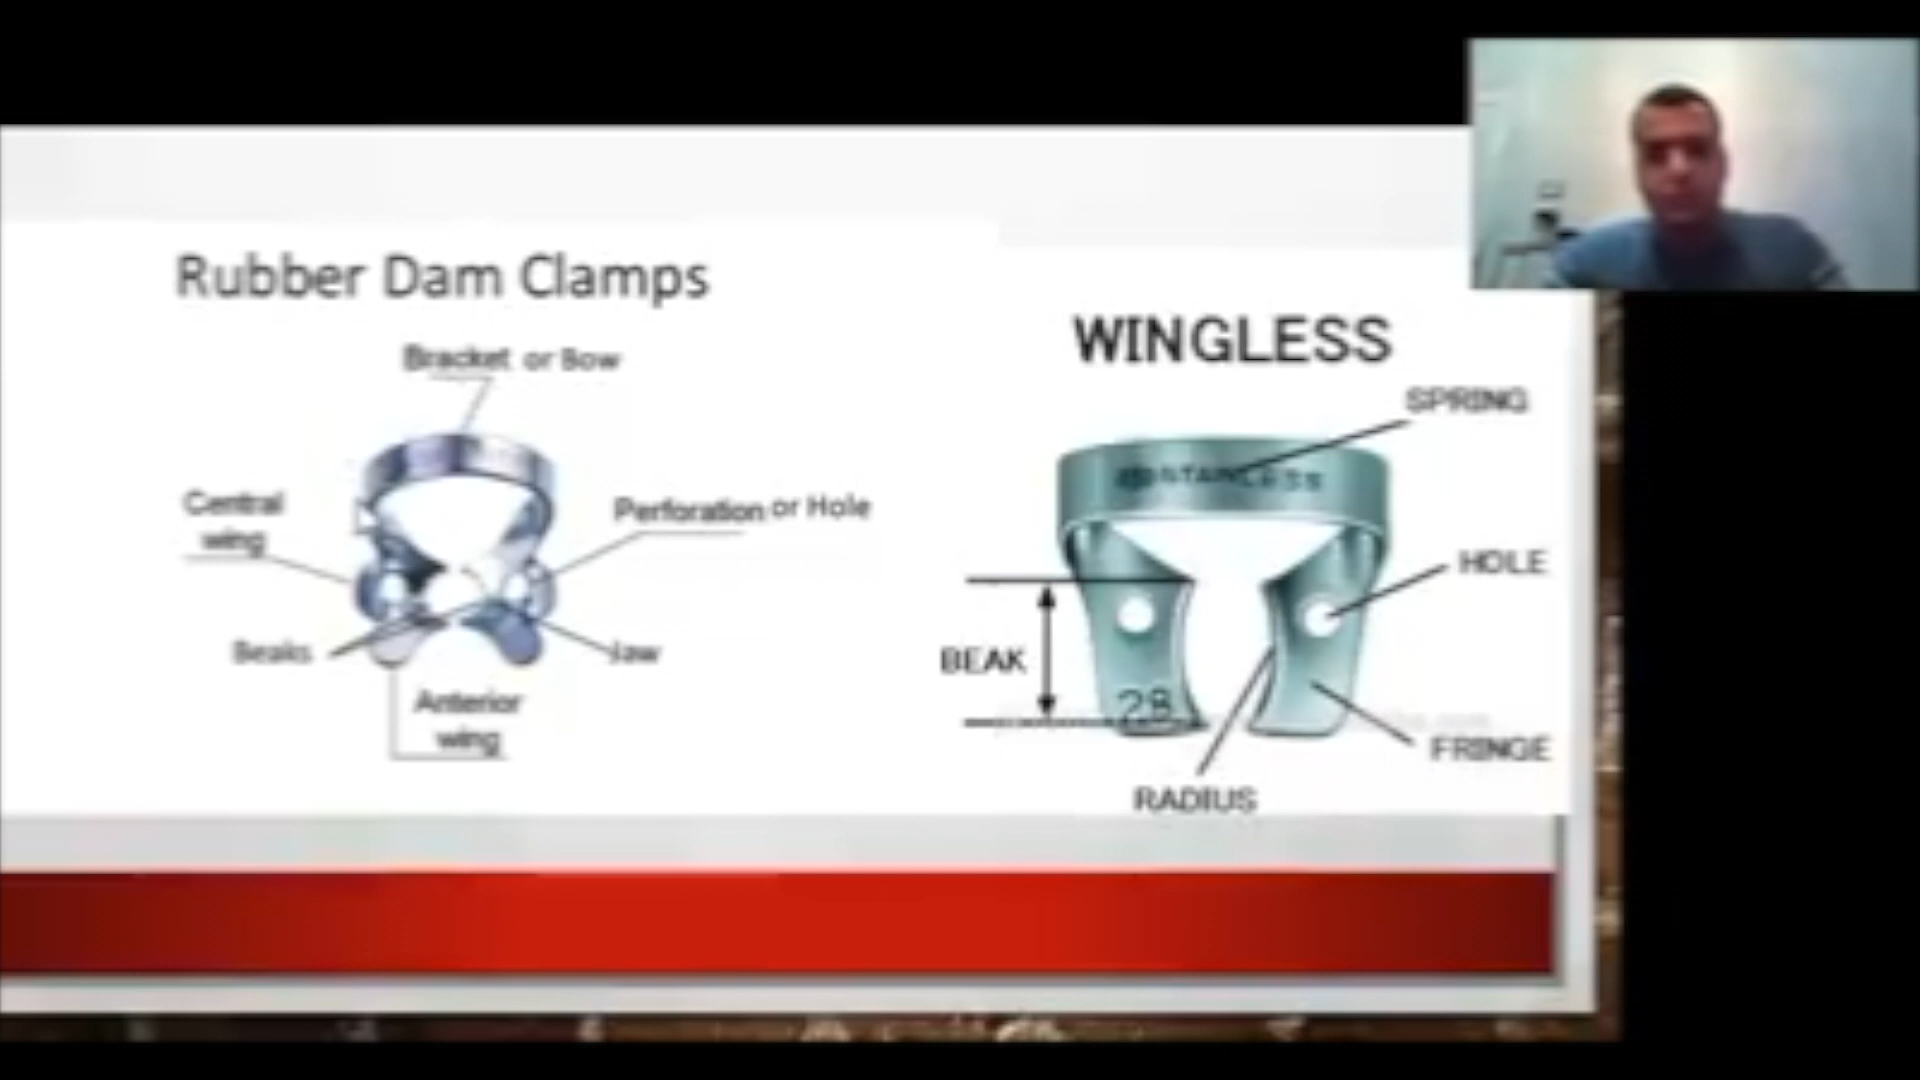 Rubber Dam Clamps
Bracket or Bow
Central
wing
Perforation or Hole
Beaks
Jaw
Anterior
wing
WINGLESS
SPRING
HOLE
BEAK
28
FRINGE
RADIUS